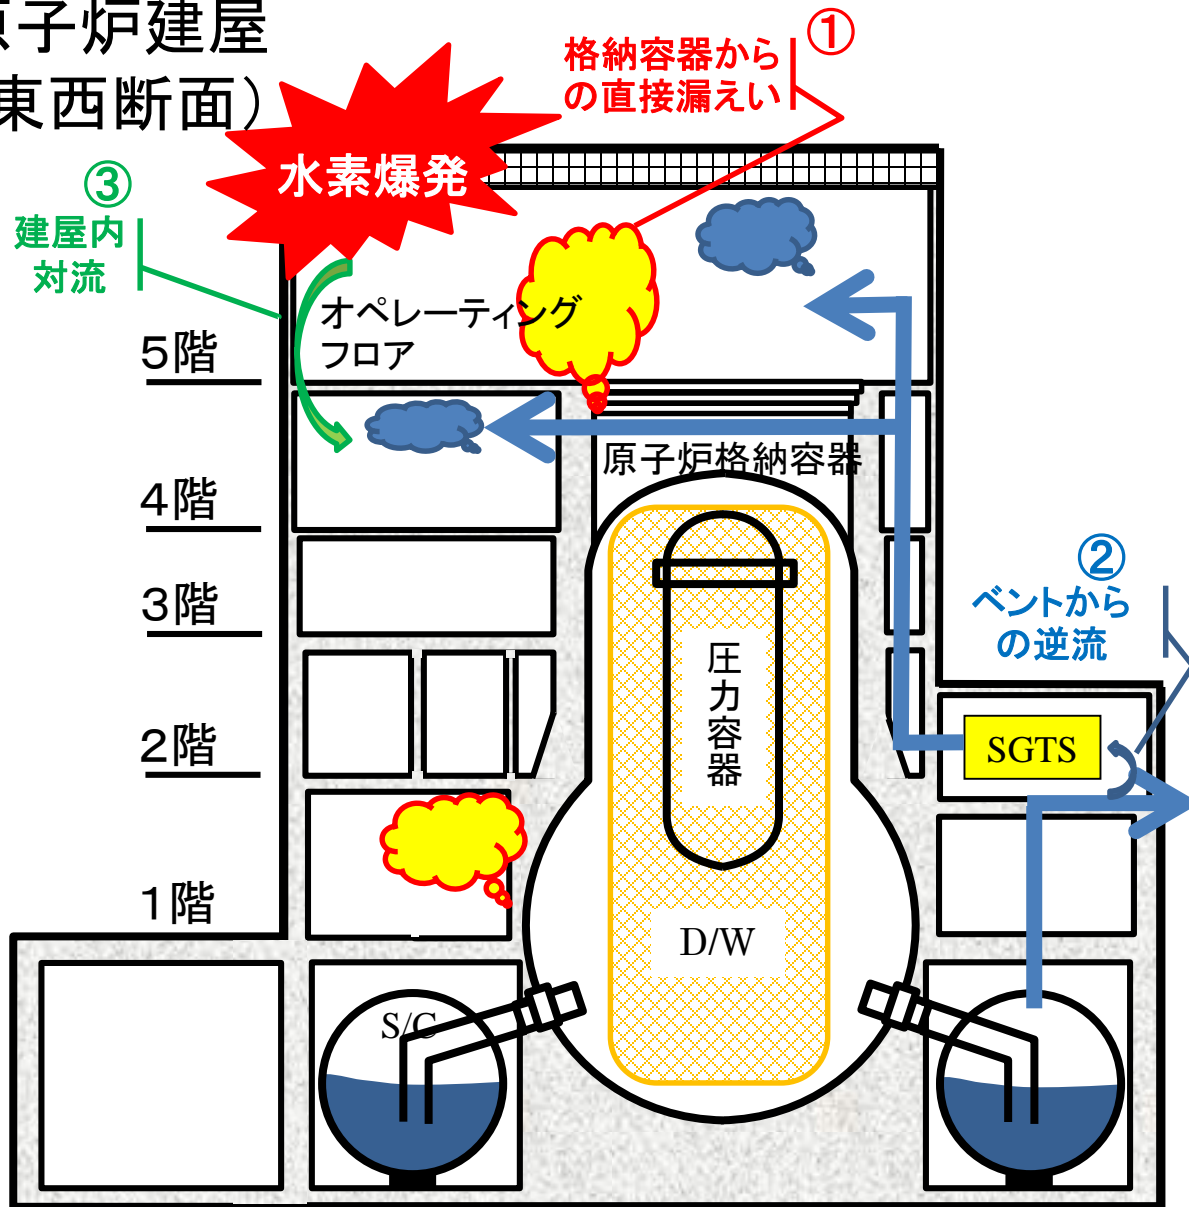 原子炉建屋
東西断面）
①
格納容器から
の直接漏えい
水素爆発
③
建屋内
対流
オペレーティング
フロア
5階
原子炉格納容器
4階
②
ベントから
の逆流
3階
圧力容器
2階
SGTS
1階
D/W
S/C